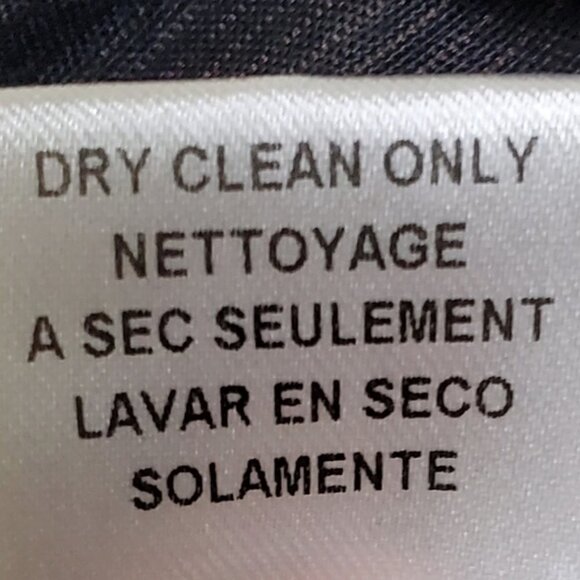 DRY CLEAN ONLY
NETTOYAGE
A SEC SEULEMENT
LAVAR EN SECO
SOLAMENTE